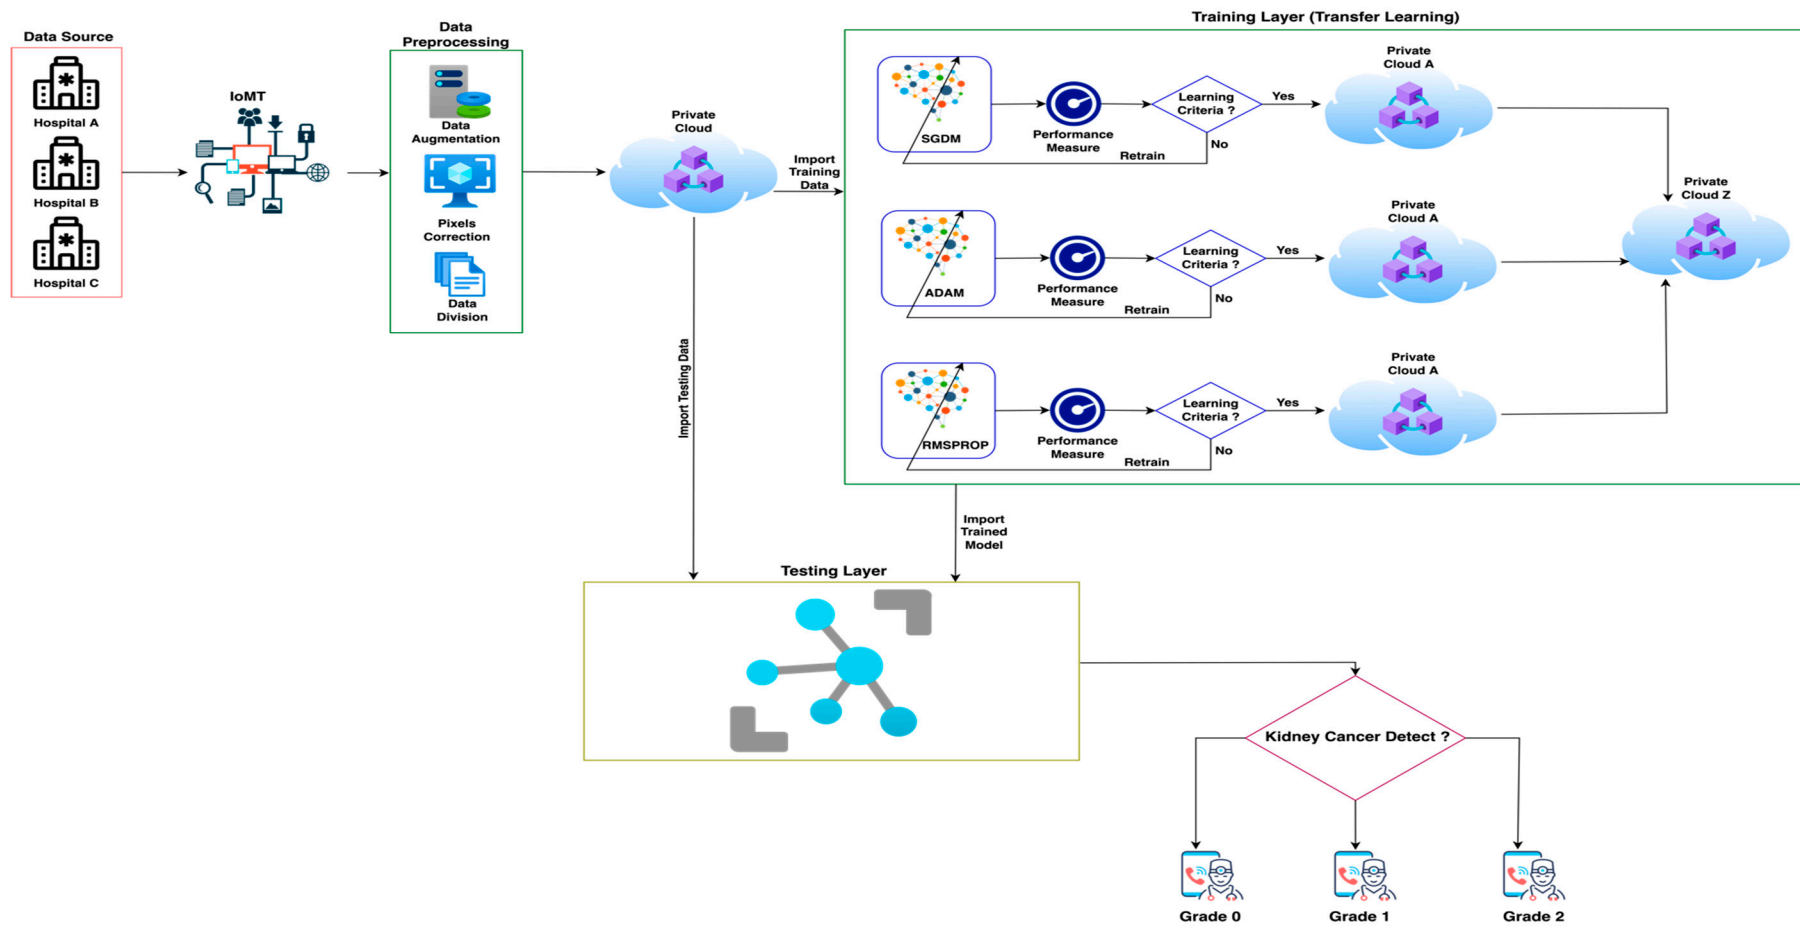 Data Source
Hospital A
Hospital B
Hospital C
IoMT
Data
Preprocessing
Data
Augmentation
Pixels
Correction
Data
Division
Private
Cloud
Import
Training
Data
Import Testing Data
Training Layer (Transfer Learning)
SGDM
Performance
Measure
Learning
Criteria ?
Yes
No
Retrain
Private
Cloud A
ADAM
Performance
Measure
Learning
Criteria ?
Yes
No
Retrain
Private
Cloud A
RMSPROP
Performance
Measure
Learning
Criteria ?
Yes
No
Retrain
Private
Cloud A
Private
Cloud Z
Import
Trained
Model
Testing Layer
Kidney Cancer Detect ?
Grade 0
Grade 1
Grade 2